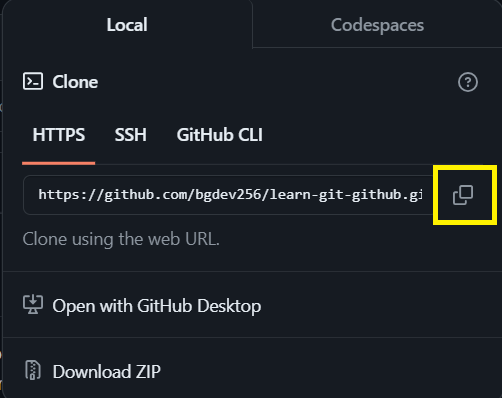 Local Codespaces
Clone
HTTPS SSH GitHub CLI
https://github.com/bgdev256/learn-git-github.gi
Clone using the web URL.
Open with GitHub Desktop
Download ZIP